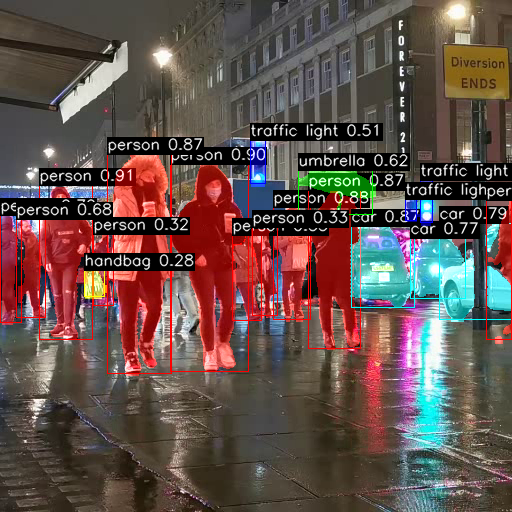 FOREVER 21
Diversion
ENDS
traffic light 0.51
person 0.87
person 0.90
umbrella 0.62
person 0.91
0.87
traffic light
traffic ligh
per
person 0.88
person 0.68
person 0.32
person 0.33
0.87
car 0.79
car 0.77
handbag 0.28